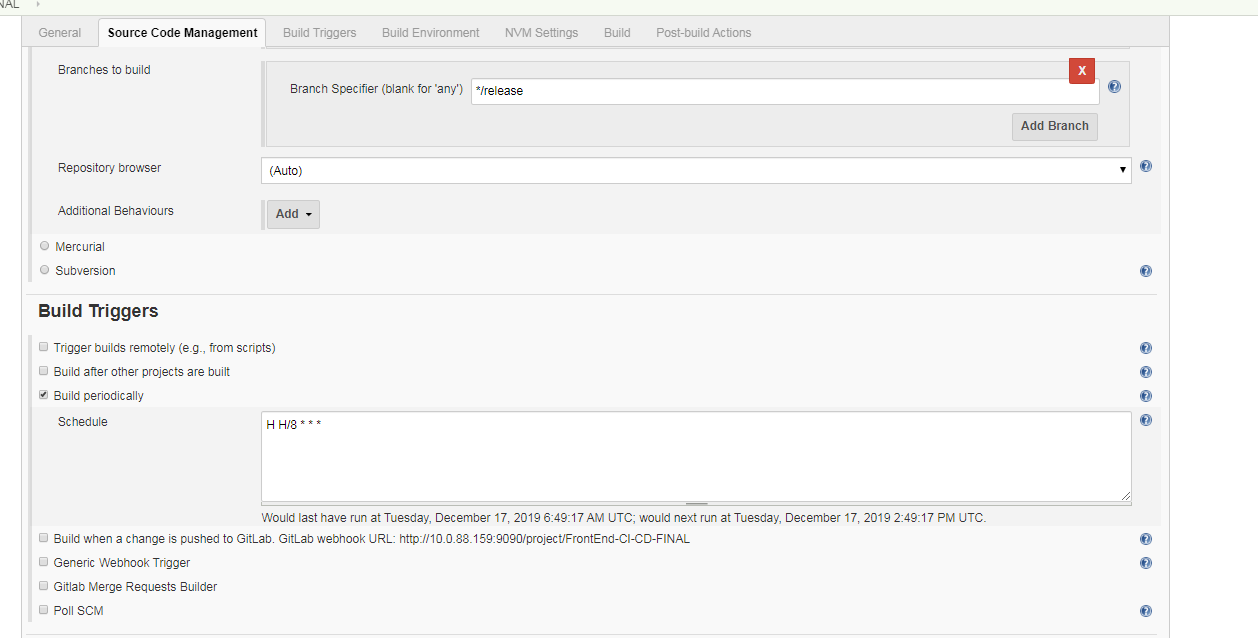 NAL
General Source Code Management Build Triggers Build Environment NVM Settings Build Post-build Actions
Branches to build
X
Branch Specifier (blank for 'any') */release
Add Branch
Repository browser (Auto)
Additional Behaviours Add
Mercurial
Subversion
Build Triggers
Trigger builds remotely (e.g., from scripts)
Build after other projects are built
Build periodically
Schedule H H/8 * * *
Would last have run at Tuesday, December 17, 2019 6:49:17 AM UTC; would next run at Tuesday, December 17, 2019 2:49:17 PM UTC.
Build when a change is pushed to GitLab. GitLab webhook URL: http://10.0.88.159:9090/project/FrontEnd-CI-CD-FINAL
Generic Webhook Trigger
Gitlab Merge Requests Builder
Poll SCM